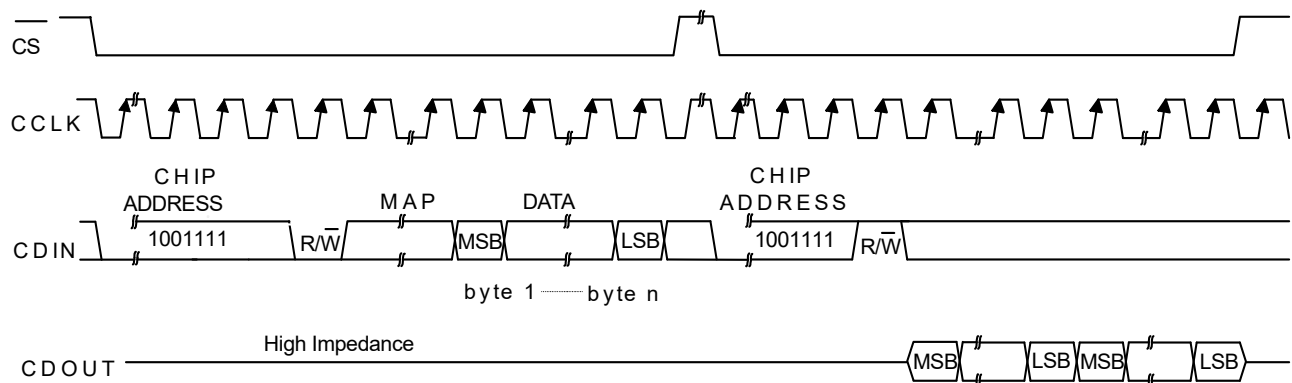 CS
CCLK
CHIP
ADDRESS
MAP
DATA
CHIP
ADDRESS
CDIN
1001111
R/W
MSB
LSB
1001111
R/W
byte 1 ········ byte n
High Impedance
CDOUT
MSB
LSB
MSB
LSB